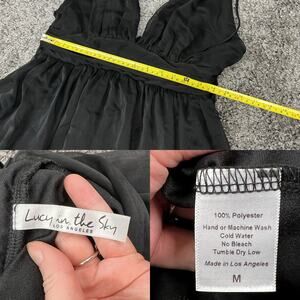 Lucy in the Sky
LOS ANGELES
100% Polyester
Hand or Machine Wash
Cold Water
No Bleach
Tumble Dry Low
Made in Los Angeles
M